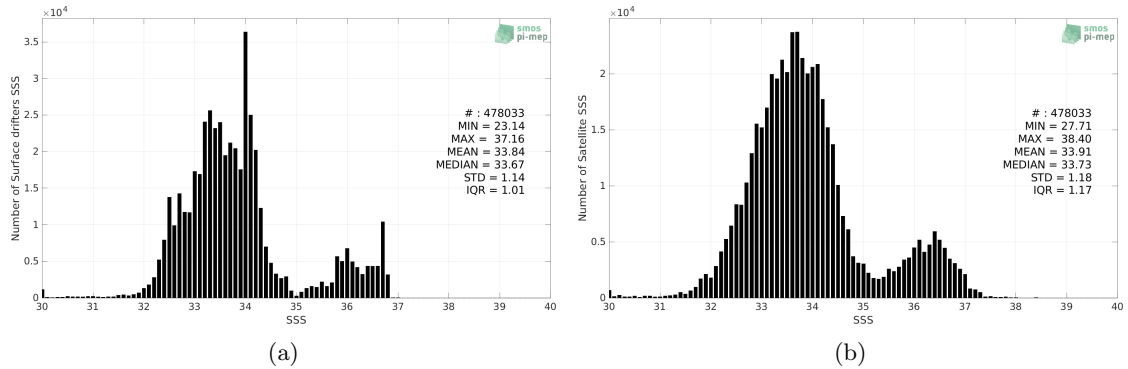 ×10⁴
smos
pi-mep
Number of Surface drifters SSS
3.5
3
2.5
2
1.5
1
0.5
0
# : 478033
MIN = 23.14
MAX = 37.16
MEAN = 33.84
MEDIAN = 33.67
STD = 1.14
IQR = 1.01
30 31 32 33 34 35 36 37 38 39 40
SSS
(a)
×10⁴
smos
pi-mep
Number of Satellite SSS
2
1.5
1
0.5
0
# : 478033
MIN = 27.71
MAX = 38.40
MEAN = 33.91
MEDIAN = 33.73
STD = 1.18
IQR = 1.17
30 31 32 33 34 35 36 37 38 39 40
SSS
(b)